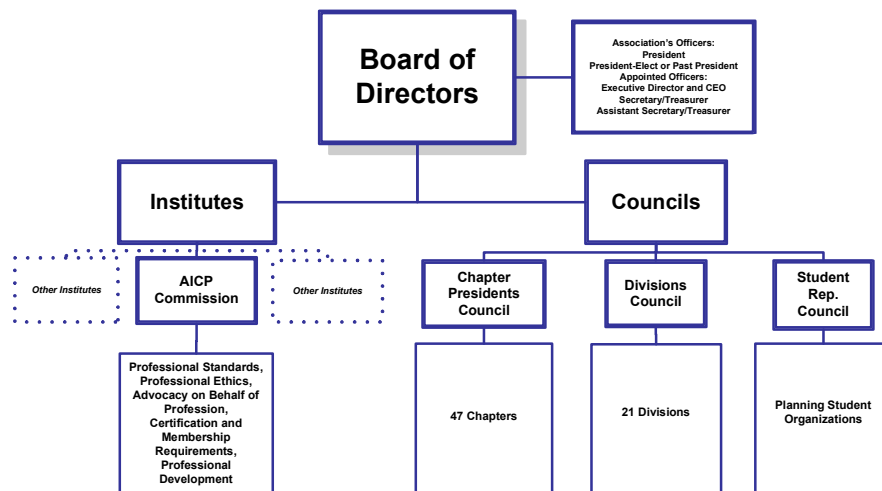 Board of
Directors
Association's Officers:
President
President-Elect or Past President
Appointed Officers:
Executive Director and CEO
Secretary/Treasurer
Assistant Secretary/Treasurer
Institutes
Councils
Other Institutes
AICP
Commission
Other Institutes
Chapter
Presidents
Council
Divisions
Council
Student
Rep.
Council
Professional Standards,
Professional Ethics,
Advocacy on Behalf of
Profession,
Certification and
Membership
Requirements,
Professional
Development
47 Chapters
21 Divisions
Planning Student
Organizations